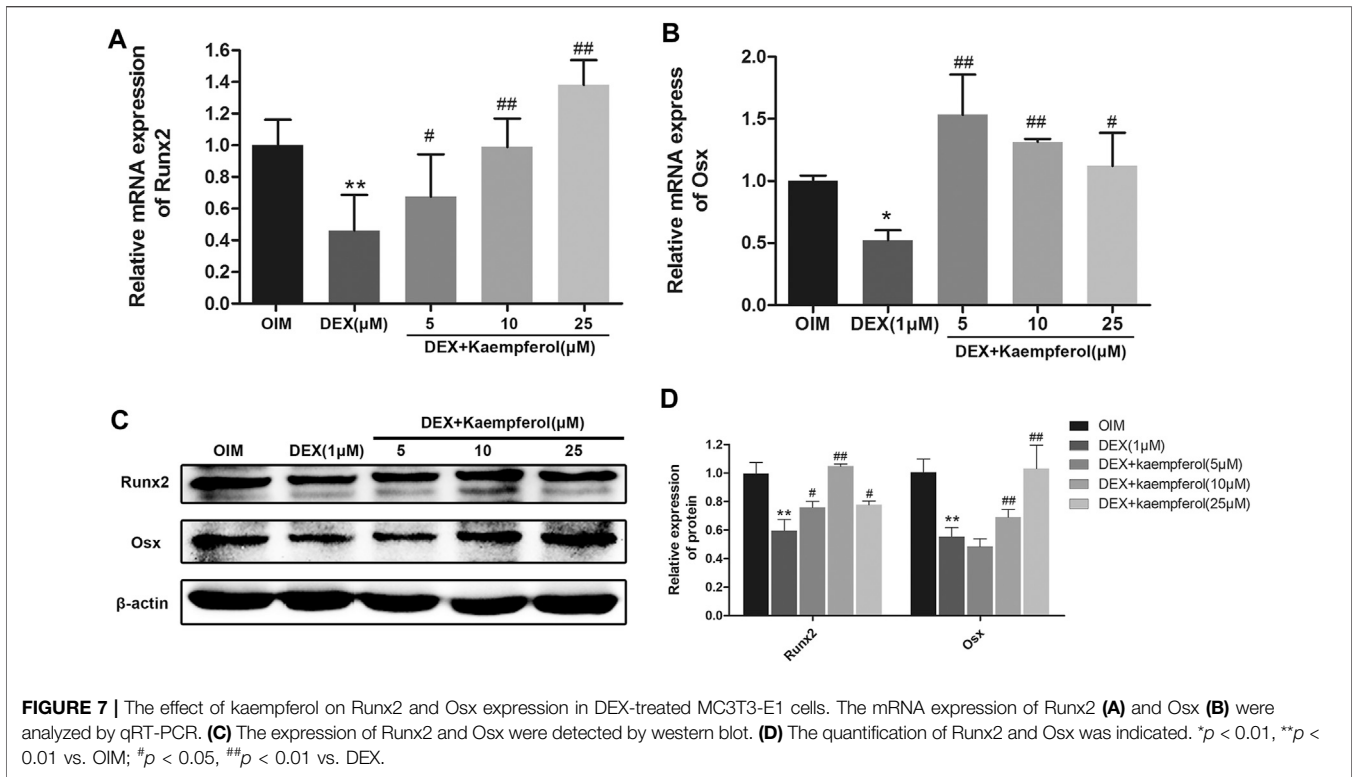 A
Relative mRNA expression
of Runx2
1.6
1.4
1.2
1.0
0.8
0.6
0.4
0.2
0.0
**
#
##
##
OIM
DEX(µM)
5
10
25
DEX+Kaempferol(µM)
B
Relative mRNA express
of Osx
2.0
1.5
1.0
0.5
0.0
*
##
##
#
OIM
DEX(1µM)
5
10
25
DEX+Kaempferol(µM)
C
DEX+Kaempferol(µM)
OIM
DEX(1µM)
5
10
25
Runx2
Osx
β-actin
D
Relative expression
of protein
1.2
1.0
0.8
0.6
0.4
0.2
0.0
**
#
##
#
**
##
##
Runx2
Osx
OIM
DEX(1µM)
DEX+kaempferol(5µM)
DEX+kaempferol(10µM)
DEX+kaempferol(25µM)
FIGURE 7 | The effect of kaempferol on Runx2 and Osx expression in DEX-treated MC3T3-E1 cells. The mRNA expression of Runx2 (A) and Osx (B) were
analyzed by qRT-PCR. (C) The expression of Runx2 and Osx were detected by western blot. (D) The quantification of Runx2 and Osx was indicated. *p < 0.01, **p <
0.01 vs. OIM; #p < 0.05, ##p < 0.01 vs. DEX.